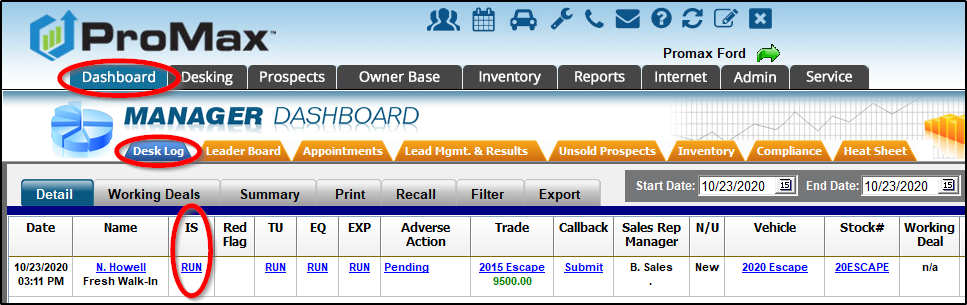 ProMax™
Promax Ford
Dashboard Desking Prospects Owner Base Inventory Reports Internet Admin Service
MANAGER DASHBOARD
Desk Log Leader Board Appointments Lead Mgmt. & Results Unsold Prospects Inventory Compliance Heat Sheet
Detail Working Deals Summary Print Recall Filter Export Start Date: 10/23/2020 15 End Date: 10/23/2020 15
Date Name IS Red Flag TU EQ EXP Adverse Action Trade Callback Sales Rep Manager N/U Vehicle Stock# Working Deal
10/23/2020 N. Howell RUN RUN RUN RUN Pending 2015 Escape Submit B. Sales New 2020 Escape 20ESCAPE n/a
03:11 PM Fresh Walk-In 9500.00 .